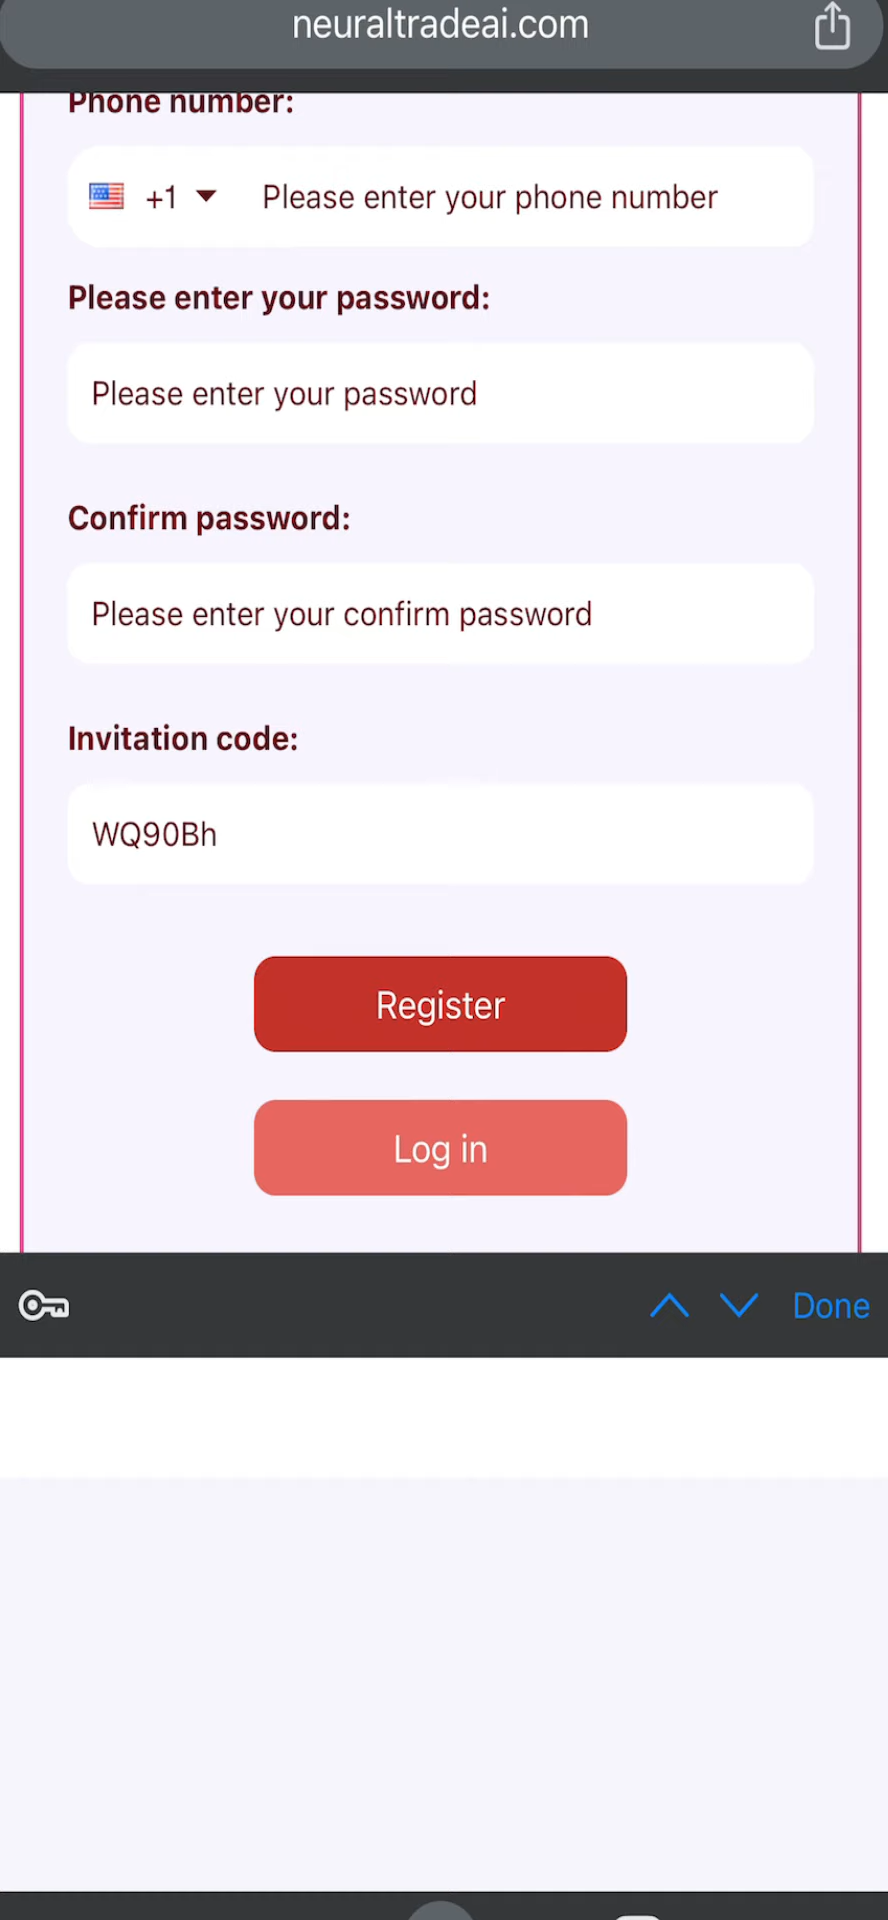 neuraltradeai.com
Phone number:
+1 Please enter your phone number
Please enter your password:
Please enter your password
Confirm password:
Please enter your confirm password
Invitation code:
WQ90Bh
Register
Log in
Done